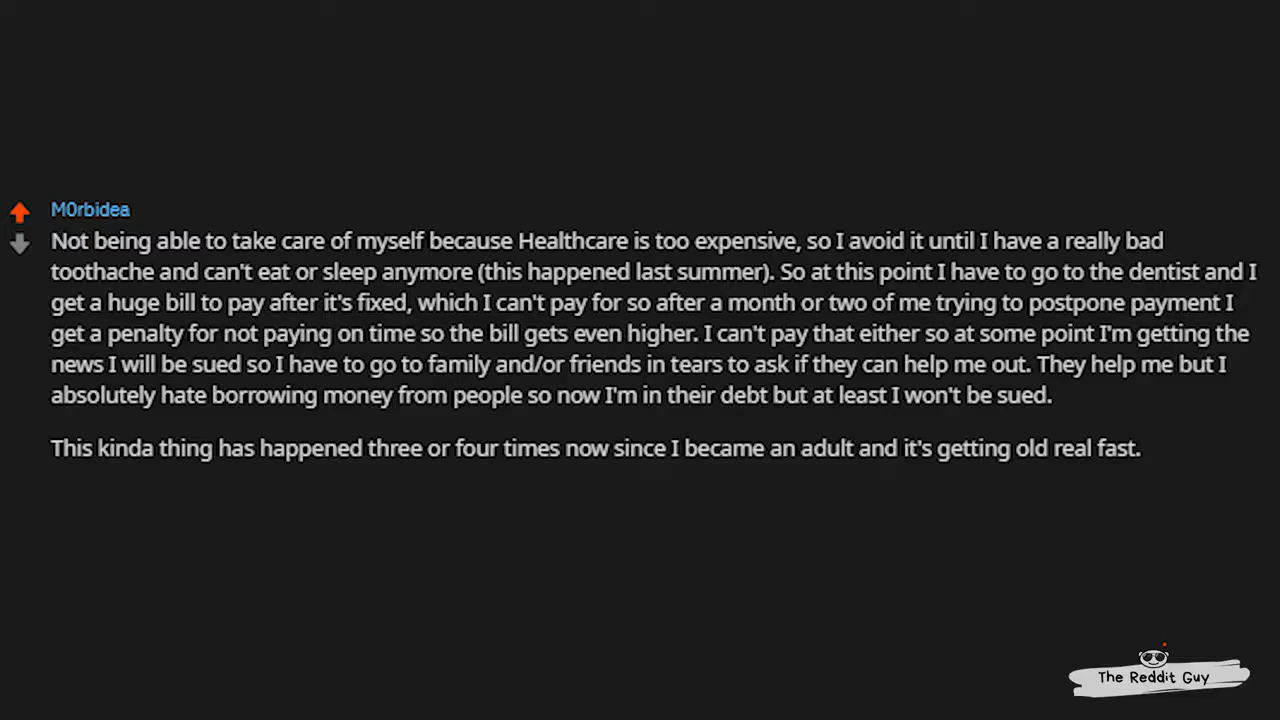 M0rbidea
Not being able to take care of myself because Healthcare is too expensive, so I avoid it until I have a really bad
toothache and can't eat or sleep anymore (this happened last summer). So at this point I have to go to the dentist and I
get a huge bill to pay after it's fixed, which I can't pay for so after a month or two of me trying to postpone payment I
get a penalty for not paying on time so the bill gets even higher. I can't pay that either so at some point I'm getting the
news I will be sued so I have to go to family and/or friends in tears to ask if they can help me out. They help me but I
absolutely hate borrowing money from people so now I'm in their debt but at least I won't be sued.
This kinda thing has happened three or four times now since I became an adult and it's getting old real fast.
The Reddit Guy